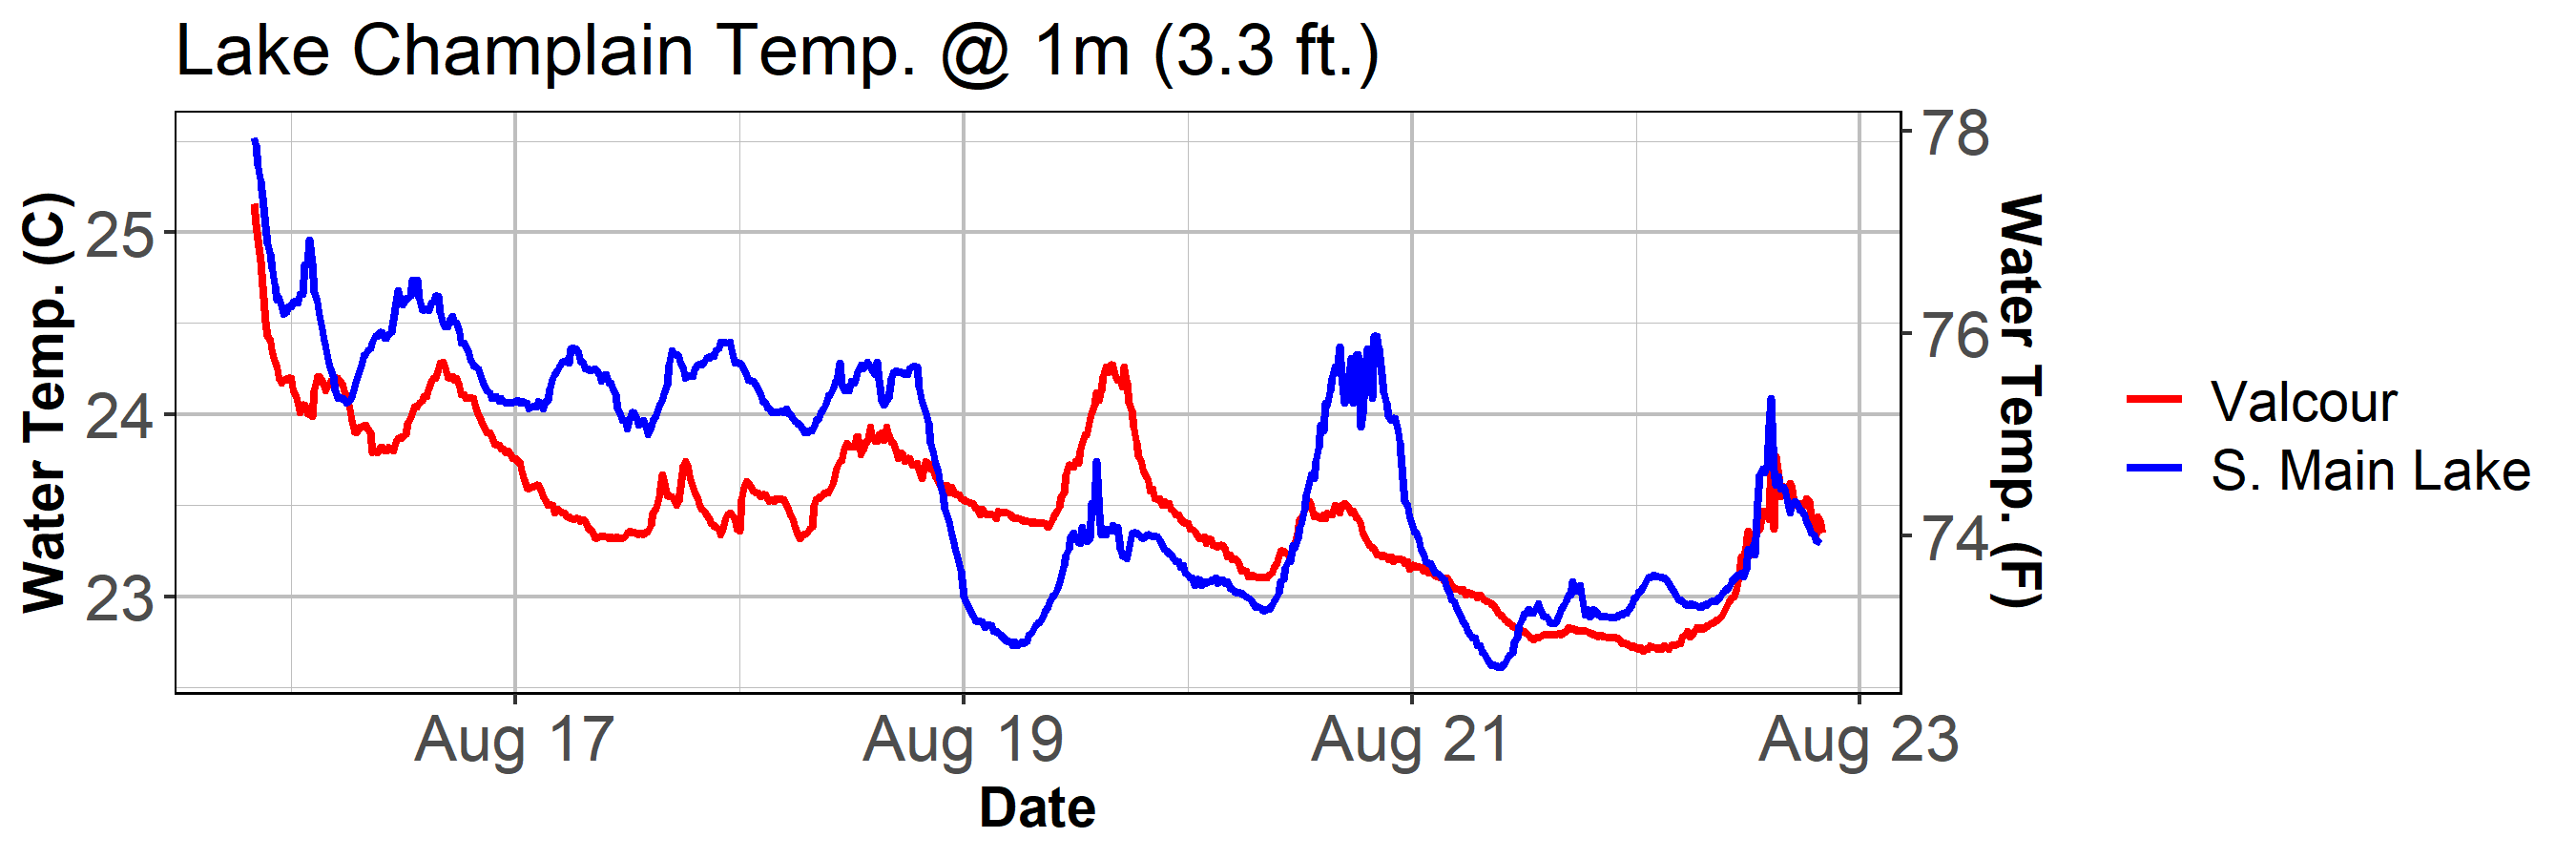 Lake Champlain Temp. @ 1m (3.3 ft.)
Water Temp. (C)
25
24
23
78
76
74
Water Temp. (F)
Aug 17
Aug 19
Aug 21
Aug 23
Date
Valcour
S. Main Lake